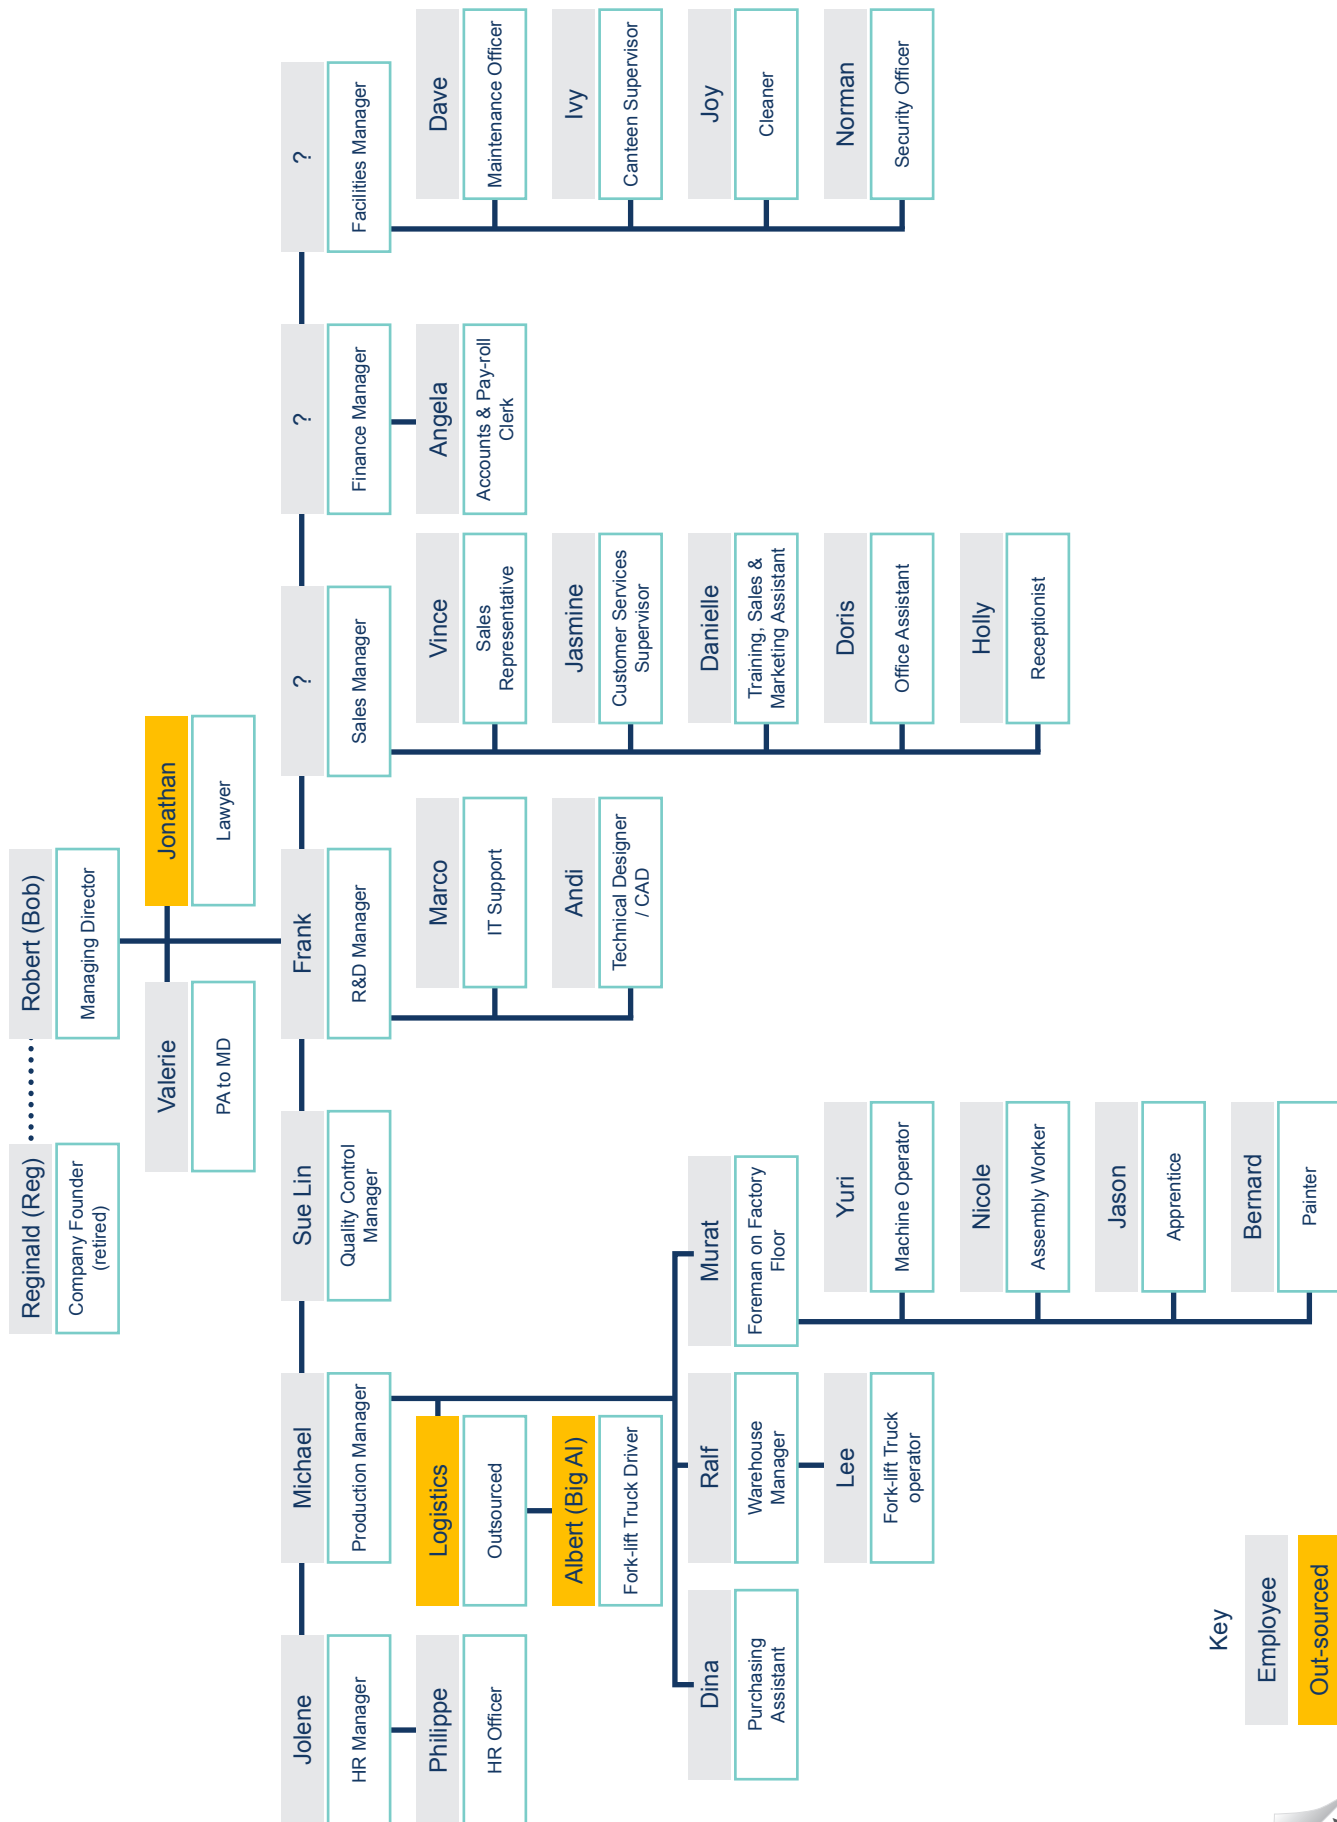 Reginald (Reg)
Company Founder
(retired)
Robert (Bob)
Managing Director
Valerie
PA to MD
Jonathan
Lawyer
Jolene
HR Manager
Philippe
HR Officer
Michael
Production Manager
Logistics
Outsourced
Albert (Big Al)
Fork-lift Truck Driver
Dina
Purchasing
Assistant
Ralf
Warehouse
Manager
Lee
Fork-lift Truck
operator
Murat
Foreman on Factory
Floor
Yuri
Machine Operator
Nicole
Assembly Worker
Jason
Apprentice
Bernard
Painter
Sue Lin
Quality Control
Manager
Frank
R&D Manager
Marco
IT Support
Andi
Technical Designer
/ CAD
?
Sales Manager
Vince
Sales
Representative
Jasmine
Customer Services
Supervisor
Danielle
Training, Sales &
Marketing Assistant
Doris
Office Assistant
Holly
Receptionist
?
Finance Manager
Angela
Accounts & Pay-roll
Clerk
?
Facilities Manager
Dave
Maintenance Officer
Ivy
Canteen Supervisor
Joy
Cleaner
Norman
Security Officer
Key
Employee
Out-sourced